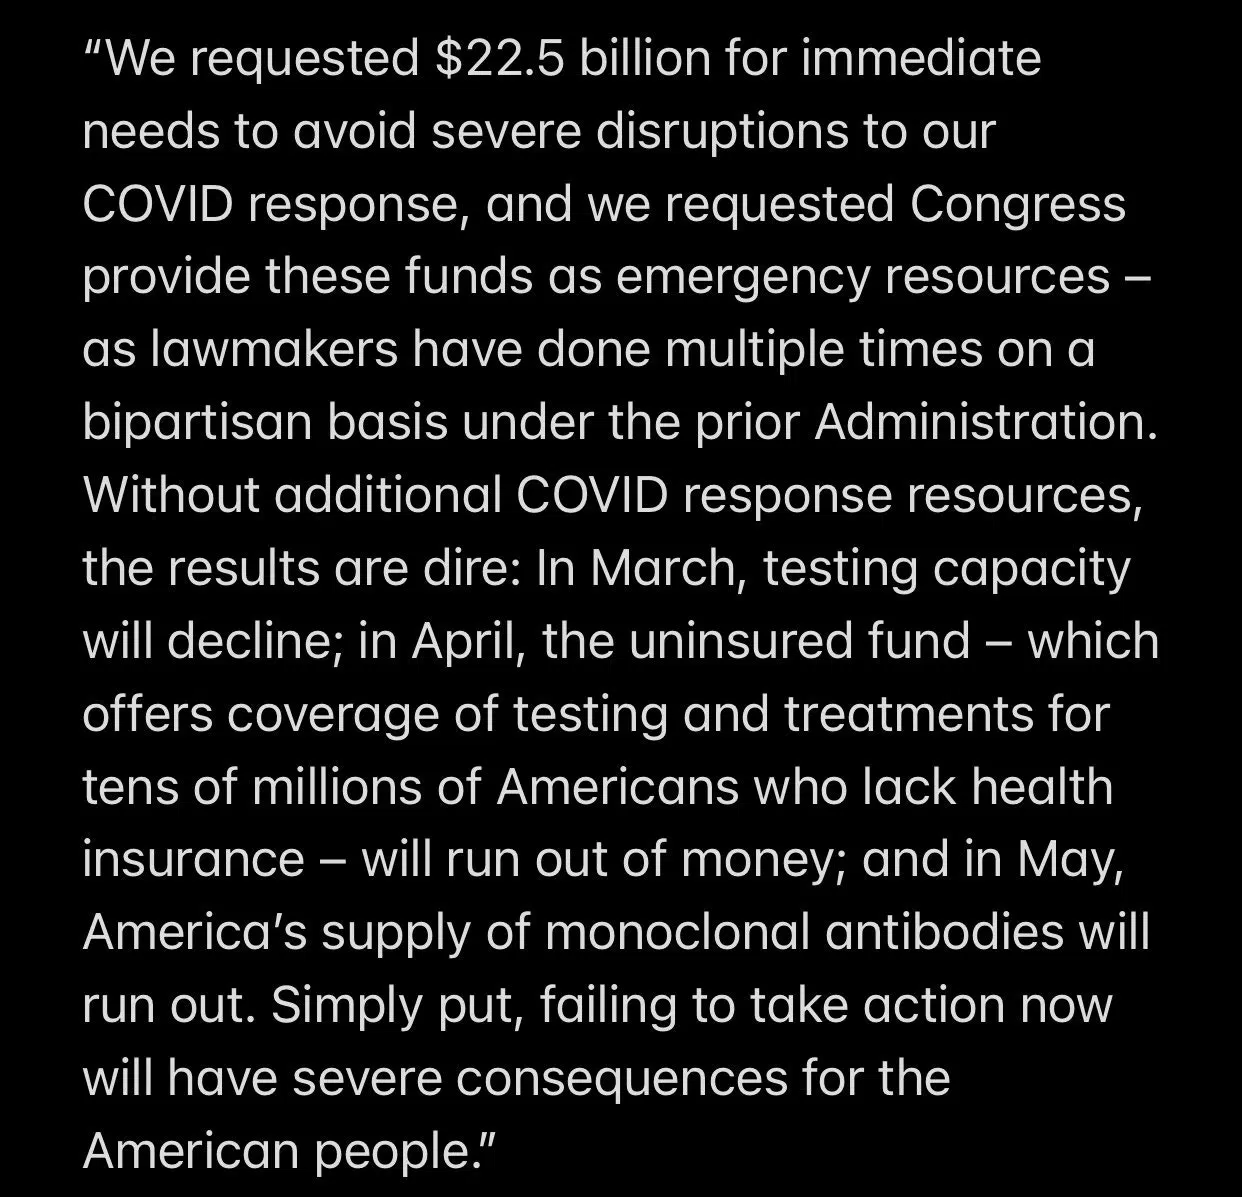 “We requested $22.5 billion for immediate
needs to avoid severe disruptions to our
COVID response, and we requested Congress
provide these funds as emergency resources –
as lawmakers have done multiple times on a
bipartisan basis under the prior Administration.
Without additional COVID response resources,
the results are dire: In March, testing capacity
will decline; in April, the uninsured fund – which
offers coverage of testing and treatments for
tens of millions of Americans who lack health
insurance – will run out of money; and in May,
America’s supply of monoclonal antibodies will
run out. Simply put, failing to take action now
will have severe consequences for the
American people.”